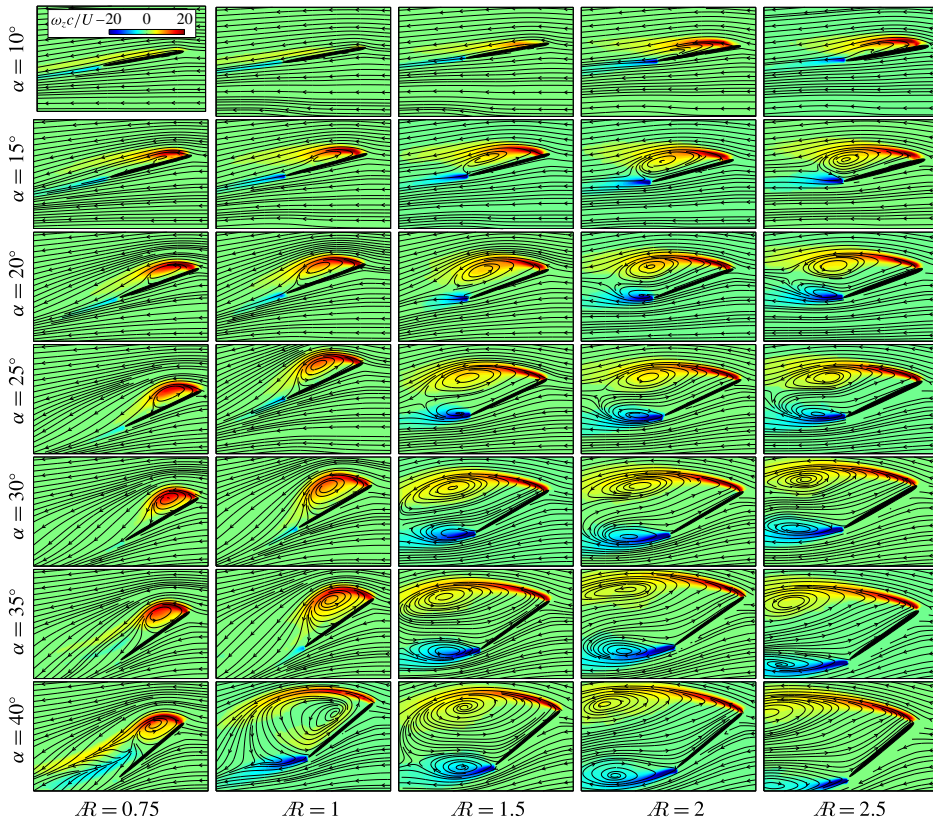 ω_z c/U −20 0 20
α = 10°
α = 15°
α = 20°
α = 25°
α = 30°
α = 35°
α = 40°
Æ = 0.75 Æ = 1 Æ = 1.5 Æ = 2 Æ = 2.5